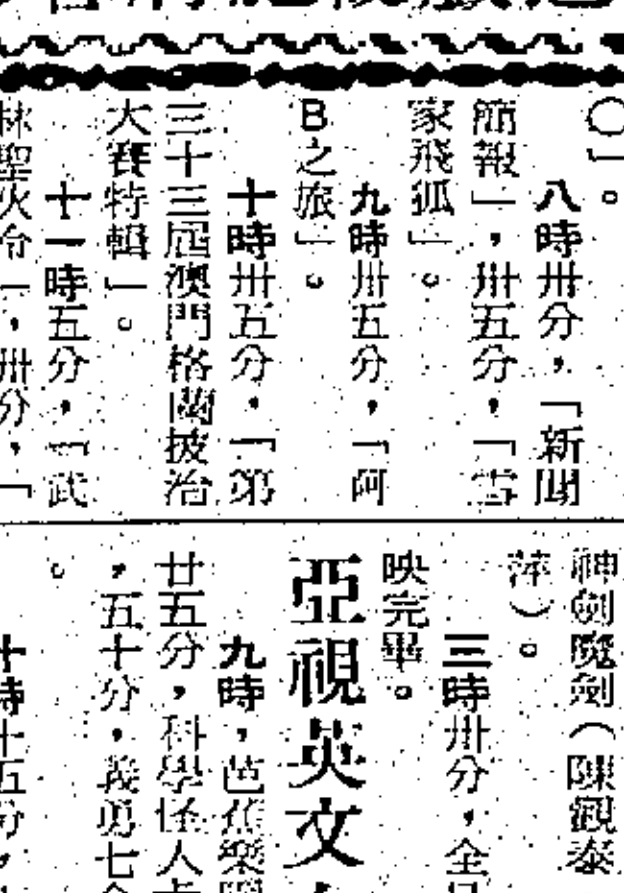 〇」。
八時卅分，「新聞
簡報」，卅五分，「雪
家飛狐」。
九時卅五分，「阿
B之旅」。
十時卅五分，「第
三十三屆澳門格蘭披治
大賽特輯」。
十一時五分，「武
林聖火令」，卅分，「
神劍魔劍（陳觀泰
萍）。
三時卅分，全
映完畢。
亞視英文
九時，芭蕉樂
廿五分，科學怪人
，五十分，義勇七
。
十時十五分，